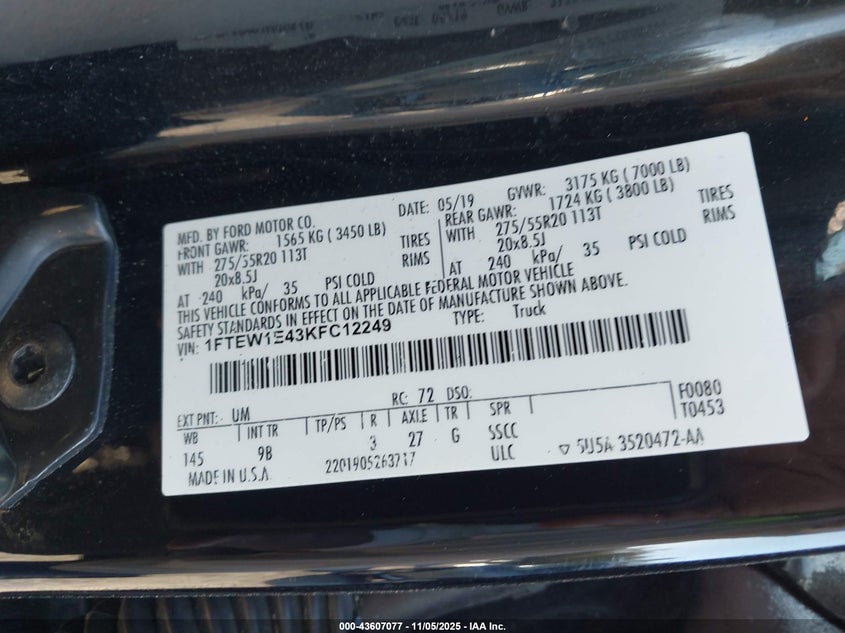 MFD. BY FORD MOTOR CO.
DATE: 05/19
GVWR: 3175 KG ( 7000 LB)
FRONT GAWR: 1565 KG ( 3450 LB)
REAR GAWR: 1724 KG ( 3800 LB)
WITH 275/55R20 113T TIRES
WITH 275/55R20 113T TIRES
20x8.5J RIMS
20x8.5J RIMS
AT 240 kPa/ 35 PSI COLD
AT 240 kPa/ 35 PSI COLD
THIS VEHICLE CONFORMS TO ALL APPLICABLE FEDERAL MOTOR VEHICLE
SAFETY STANDARDS IN EFFECT ON THE DATE OF MANUFACTURE SHOWN ABOVE.
VIN: 1FTEW1E43KFC12249
TYPE: Truck
EXT PNT: UM RC: 72 DSO:
F0080
T0453
WB INT TR TP/PS R AXLE TR SPR
145 9B 3 27 G SSCC
ULC
MADE IN U.S.A.
2201905263717
5U5A-3520472-AA
000-43607077 - 11/05/2025 - IAA Inc.